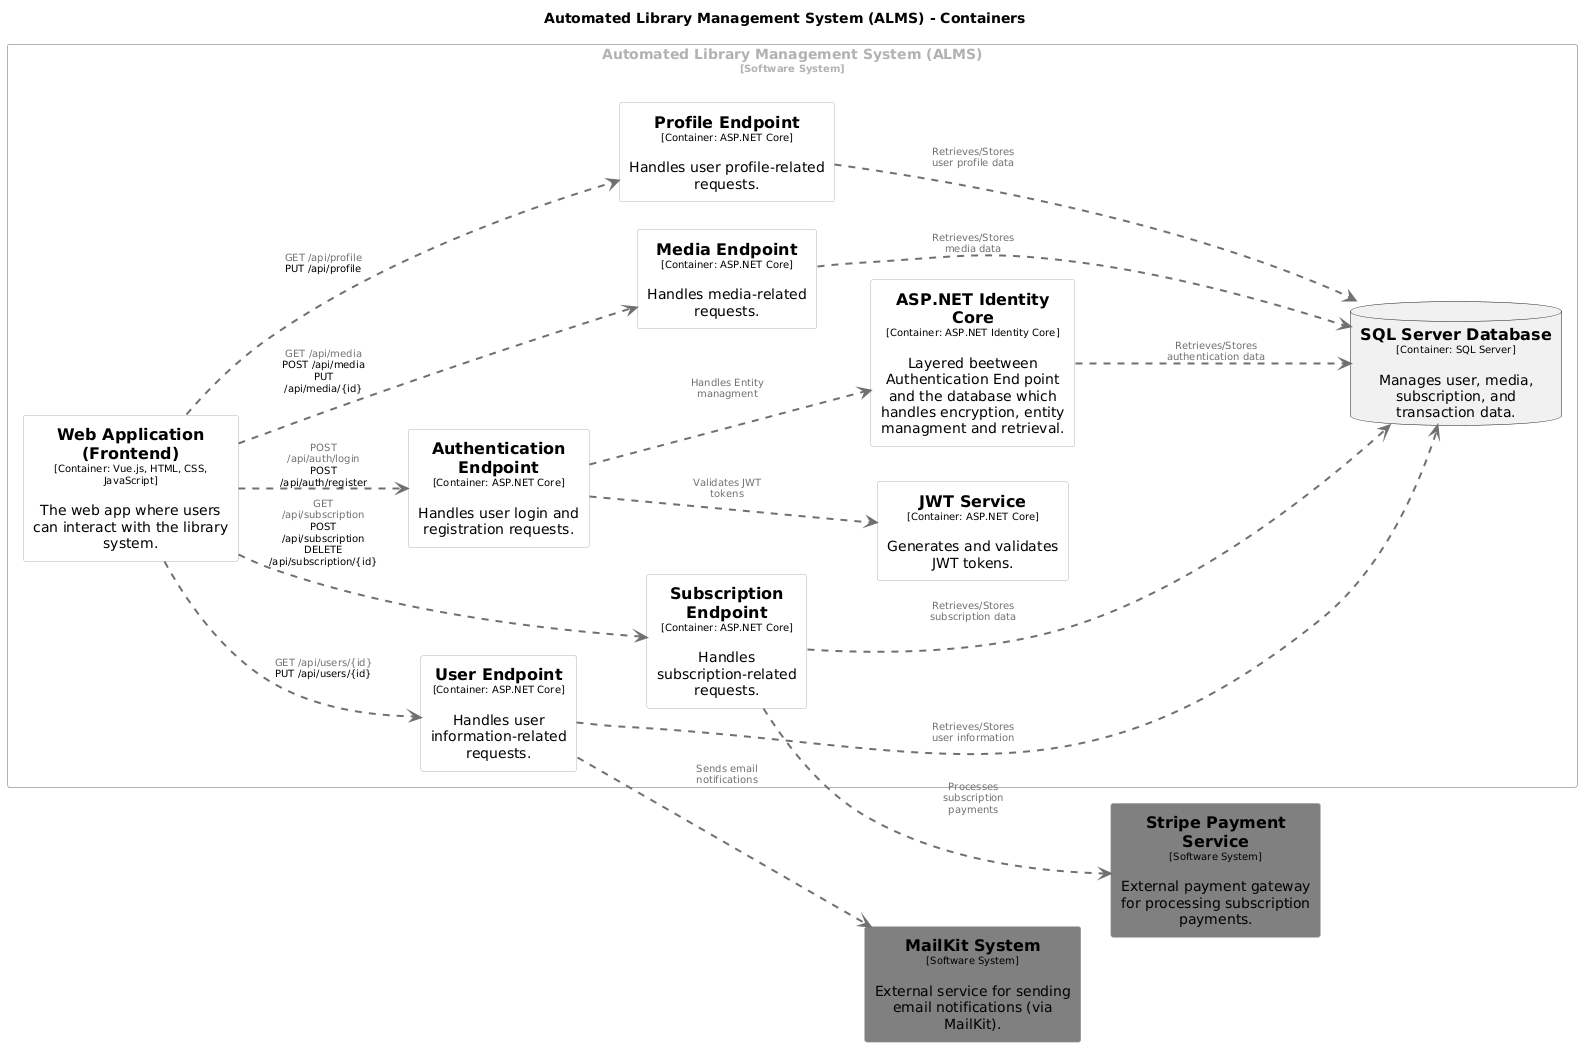 Automated Library Management System (ALMS) - Containers
Automated Library Management System (ALMS)
[Software System]
Profile Endpoint
[Container: ASP.NET Core]
Handles user profile-related
requests.
Retrieves/Stores
user profile data
Media Endpoint
[Container: ASP.NET Core]
Handles media-related
requests.
Retrieves/Stores
media data
GET /api/profile
PUT /api/profile
ASP.NET Identity
Core
[Container: ASP.NET Identity Core]
Layered beetween
Authentication End point
and the database which
handles encryption, entity
managment and retrieval.
Retrieves/Stores
authentication data
SQL Server Database
[Container: SQL Server]
Manages user, media,
subscription, and
transaction data.
GET /api/media
POST /api/media
PUT
/api/media/{id}
Handles Entity
managment
Web Application
(Frontend)
[Container: Vue.js, HTML, CSS,
JavaScript]
The web app where users
can interact with the library
system.
POST
/api/auth/login
POST
/api/auth/register
Authentication
Endpoint
[Container: ASP.NET Core]
Handles user login and
registration requests.
Validates JWT
tokens
JWT Service
[Container: ASP.NET Core]
Generates and validates
JWT tokens.
GET
/api/subscription
POST
/api/subscription
DELETE
/api/subscription/{id}
Subscription
Endpoint
[Container: ASP.NET Core]
Handles
subscription-related
requests.
Retrieves/Stores
subscription data
GET /api/users/{id}
PUT /api/users/{id}
User Endpoint
[Container: ASP.NET Core]
Handles user
information-related
requests.
Retrieves/Stores
user information
Sends email
notifications
Processes
subscription
payments
Stripe Payment
Service
[Software System]
External payment gateway
for processing subscription
payments.
MailKit System
[Software System]
External service for sending
email notifications (via
MailKit).